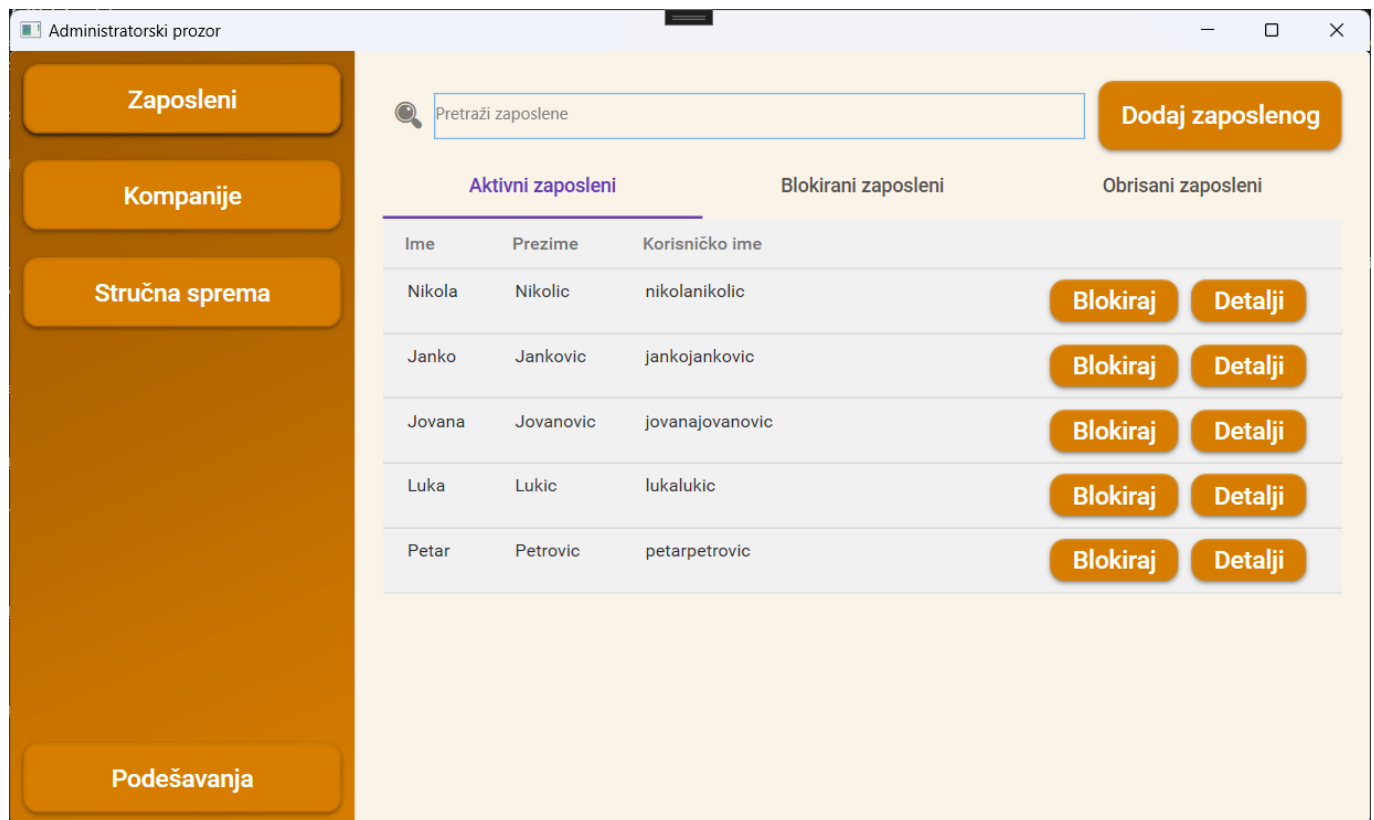 Administratorski prozor
Zaposleni
Kompanije
Stručna sprema
Podešavanja
Pretraži zaposlene
Dodaj zaposlenog
Aktivni zaposleni Blokirani zaposleni Obrisani zaposleni
Ime Prezime Korisničko ime
Nikola Nikolic nikolanikolic Blokiraj Detalji
Janko Jankovic jankojankovic Blokiraj Detalji
Jovana Jovanovic jovanajovanovic Blokiraj Detalji
Luka Lukic lukalukic Blokiraj Detalji
Petar Petrovic petarpetrovic Blokiraj Detalji